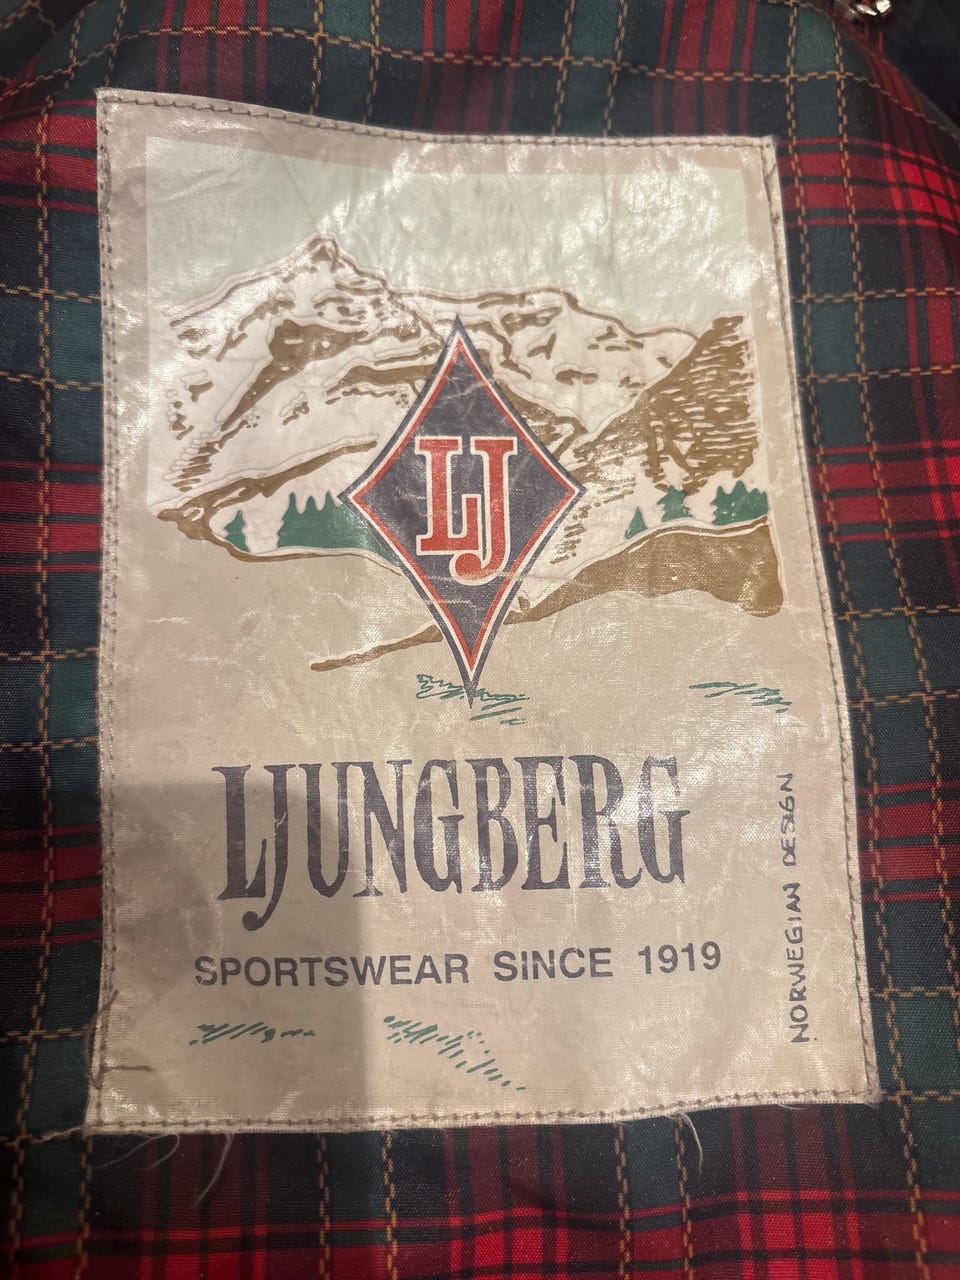 LJ
LJUNGBERG
SPORTSWEAR SINCE 1919
NORWEGIAN DESIGN